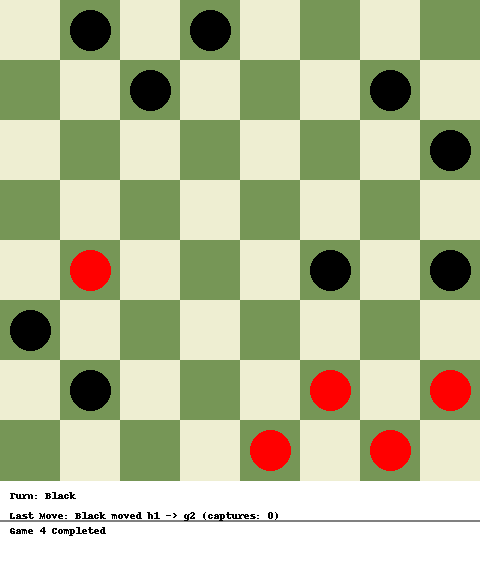 Turn: Black
Last Move: Black moved h1 -> g2 (captures: 0)
Game 4 Completed